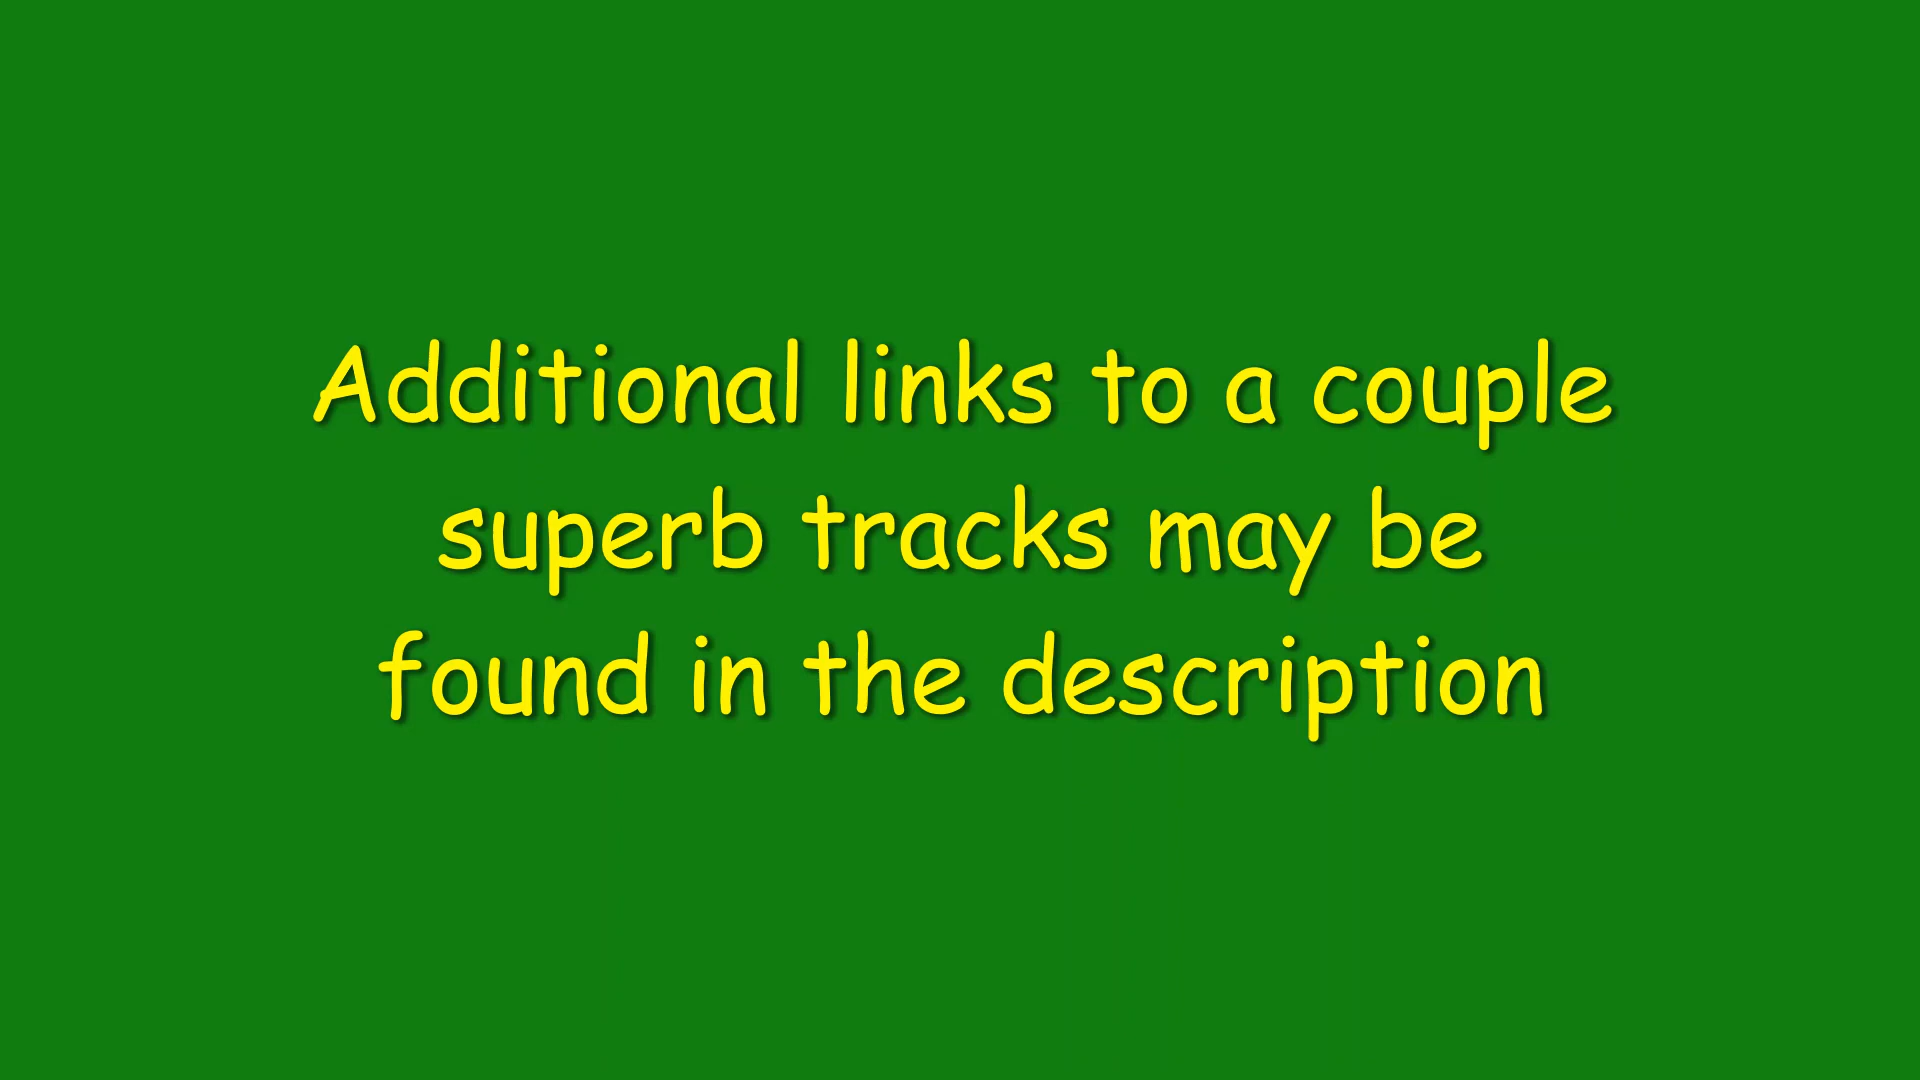 Additional links to a couple
superb tracks may be
found in the description